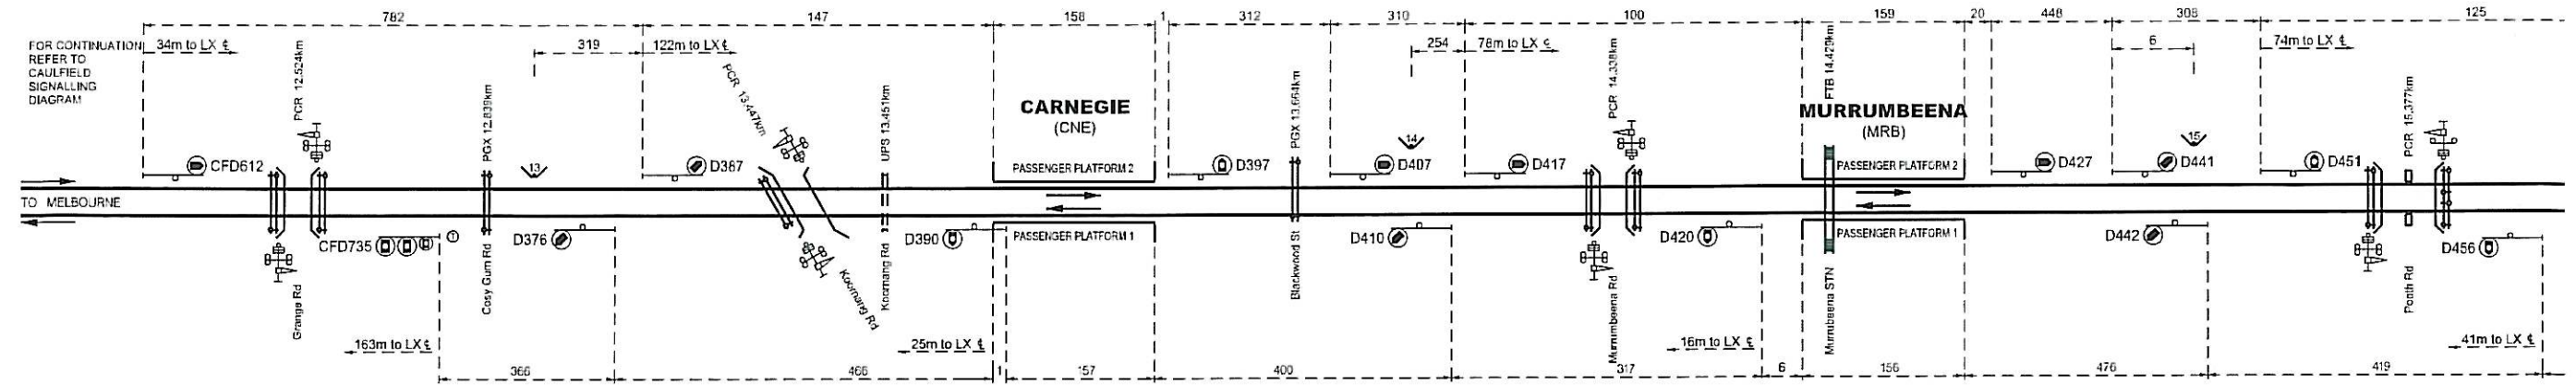 782
147
158
1
312
310
100
159
20
448
308
125
FOR CONTINUATION
REFER TO
CAULFIELD
SIGNALLING
DIAGRAM
34m to LX ℄
319
122m to LX ℄
254
78m to LX ℄
6
74m to LX ℄
PCR 12.524km
PGX 12.839km
PCR 13.447km
UPS 13.451km
CARNEGIE
(CNE)
PGX 13.664km
PCR 14.338km
FTB 14.429km
MURRUMBEENA
(MRB)
PCR 15.377km
CFD612
13
D387
PASSENGER PLATFORM 2
D397
14
D407
D417
PASSENGER PLATFORM 2
D427
15
D441
D451
TO MELBOURNE
CFD735
T
D376
D390
PASSENGER PLATFORM 1
D410
D420
PASSENGER PLATFORM 1
D442
D456
Grange Rd
Cosy Gum Rd
Koornang Rd
Koornang Rd
Blackwood St
Murrumbeena Rd
Murrubeena STN
Poath Rd
163m to LX ℄
25m to LX ℄
16m to LX ℄
41m to LX ℄
366
466
1
157
400
317
6
156
476
419